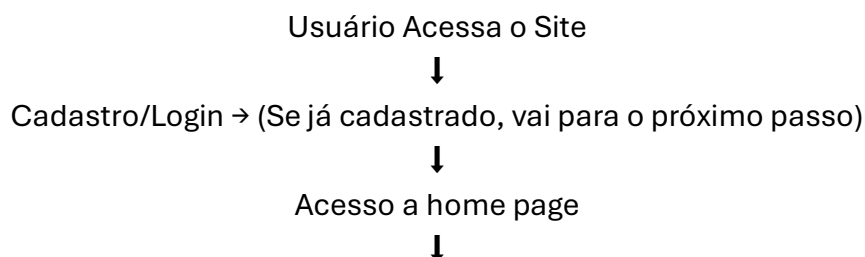 Usuário Acessa o Site
⬇
Cadastro/Login → (Se já cadastrado, vai para o próximo passo)
⬇
Acesso a home page
⬇